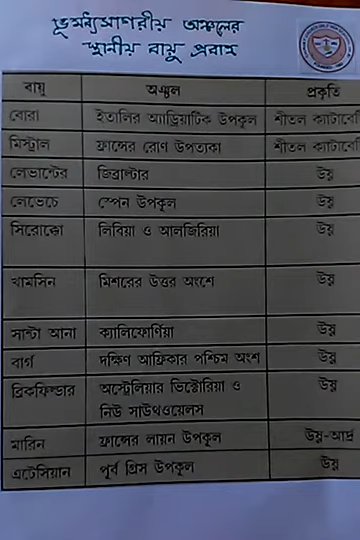 ভূমধ্যসাগরীয় অঞ্চলের
স্থানীয় বায়ু প্রবাহ
বায়ু অঞ্চল প্রকৃতি
বোরা ইতালির অ্যাড্রিয়াটিক উপকূল শীতল ক্যাটাবে
মিস্ট্রাল ফ্রান্সের রোণ উপত্যকা শীতল ক্যাটাবে
লেভান্টের জিব্রাল্টার উষ্ণ
লেভেচে স্পেন উপকূল উষ্ণ
সিরোক্কো লিবিয়া ও আলজিরিয়া উষ্ণ
খামসিন মিশরের উত্তর অংশে উষ্ণ
সান্টা আনা ক্যালিফোর্ণিয়া উষ্ণ
বার্গ দক্ষিণ আফ্রিকার পশ্চিম অংশ উষ্ণ
ব্রিকফিল্ডার অস্ট্রেলিয়ার ভিক্টোরিয়া ও উষ্ণ
নিউ সাউথওয়েলস
মারিন ফ্রান্সের লায়ন উপকূল উষ্ণ-আর্দ্র
এটেসিয়ান পূর্ব গ্রিস উপকূল উষ্ণ